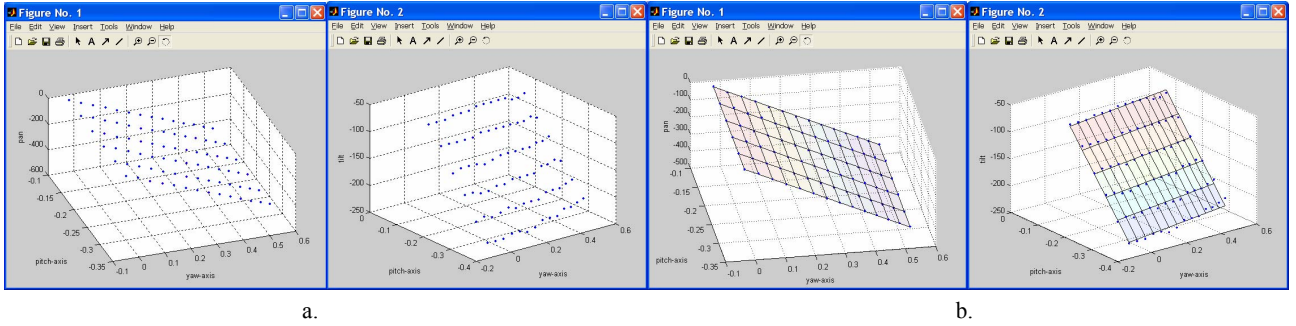 Figure No. 1
File Edit View Insert Tools Window Help
0
-200
-400
-600
pan
-0.1
-0.15
-0.2
-0.25
-0.3
-0.35
pitch-axis
-0.1 0 0.1 0.2 0.3 0.4 0.5 0.6
yaw-axis
Figure No. 2
File Edit View Insert Tools Window Help
-50
-100
-150
-200
-250
tilt
0
-0.1
-0.2
-0.3
-0.4
pitch-axis
-0.2 0 0.2 0.4 0.6
yaw-axis
Figure No. 1
File Edit View Insert Tools Window Help
0
-100
-200
-300
-400
-500
pan
-0.1
-0.15
-0.2
-0.25
-0.3
-0.35
pitch-axis
-0.1 0 0.1 0.2 0.3 0.4 0.5 0.6
yaw-axis
Figure No. 2
File Edit View Insert Tools Window Help
-50
-100
-150
-200
-250
tilt
0
-0.1
-0.2
-0.3
-0.4
pitch-axis
-0.2 0 0.2 0.4 0.6
yaw-axis
a.
b.